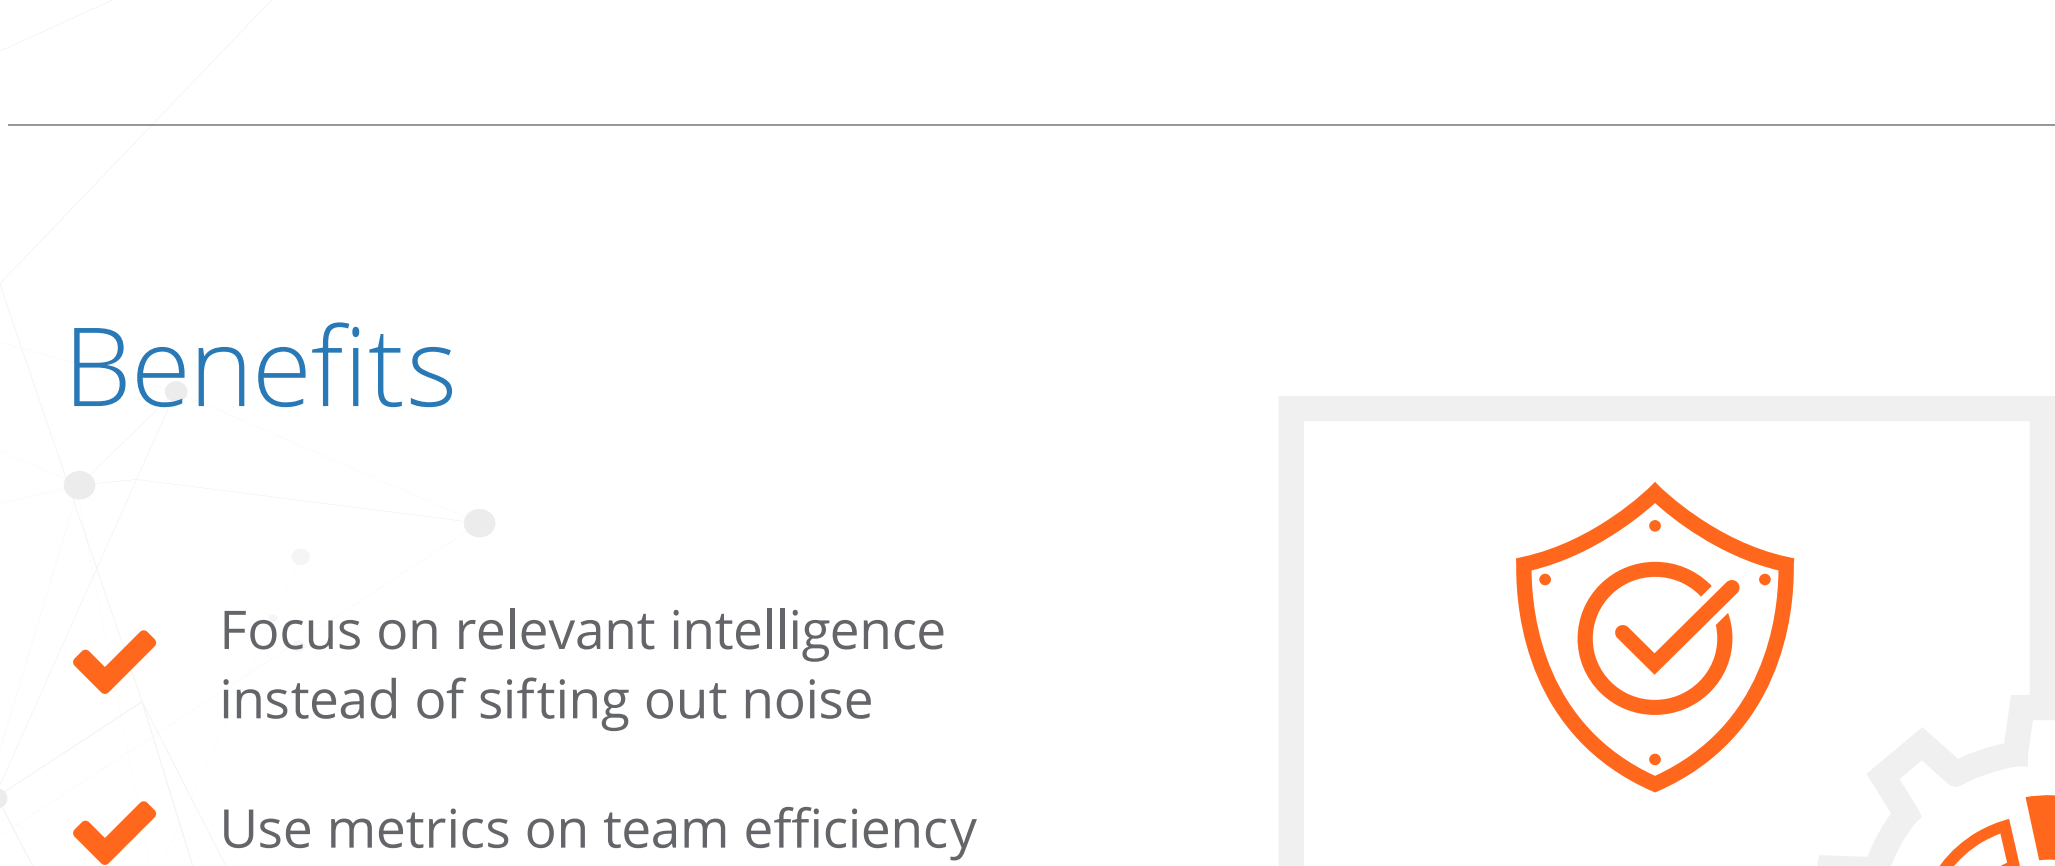 Benefits
Focus on relevant intelligence
instead of sifting out noise
Use metrics on team efficiency